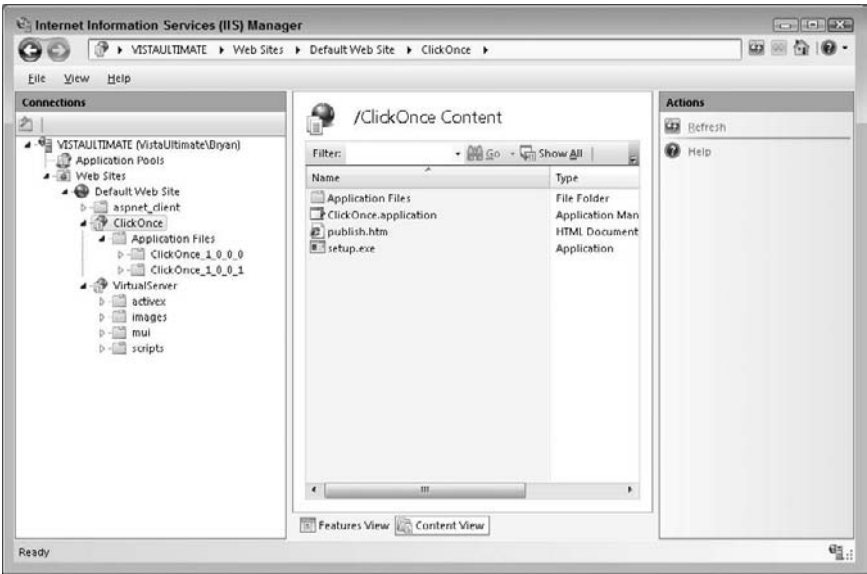 Internet Information Services (IIS) Manager
VISTAULTIMATE Web Sites Default Web Site ClickOnce
File View Help
Connections
VISTAULTIMATE (VistaUltimate\Bryan)
Application Pools
Web Sites
Default Web Site
aspnet_client
ClickOnce
Application Files
ClickOnce_1_0_0_0
ClickOnce_1_0_0_1
VirtualServer
activex
images
mui
scripts
/ClickOnce Content
Filter: Go Show All
Name Type
Application Files File Folder
ClickOnce.application Application Man
publish.htm HTML Document
setup.exe Application
Features View Content View
Actions
Refresh
Help
Ready